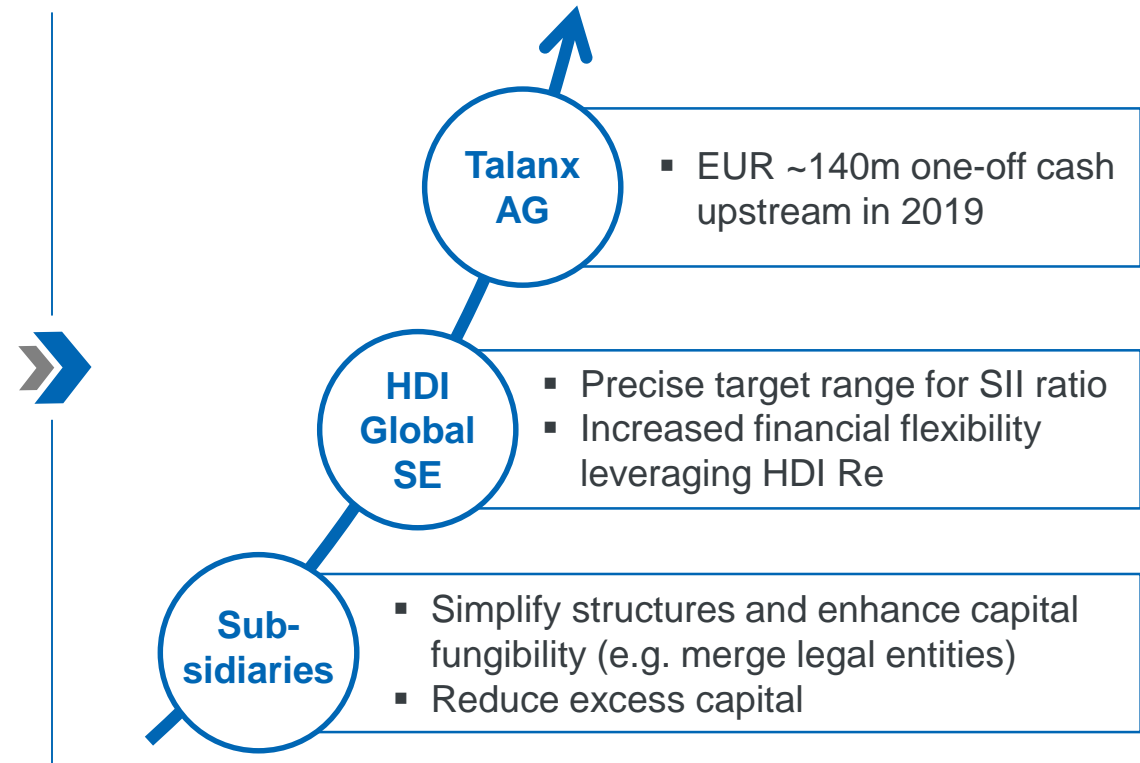 Talanx
AG
▪ EUR ~140m one-off cash
upstream in 2019
HDI
Global
SE
▪ Precise target range for SII ratio
▪ Increased financial flexibility
leveraging HDI Re
Sub-
sidiaries
▪ Simplify structures and enhance capital
fungibility (e.g. merge legal entities)
▪ Reduce excess capital